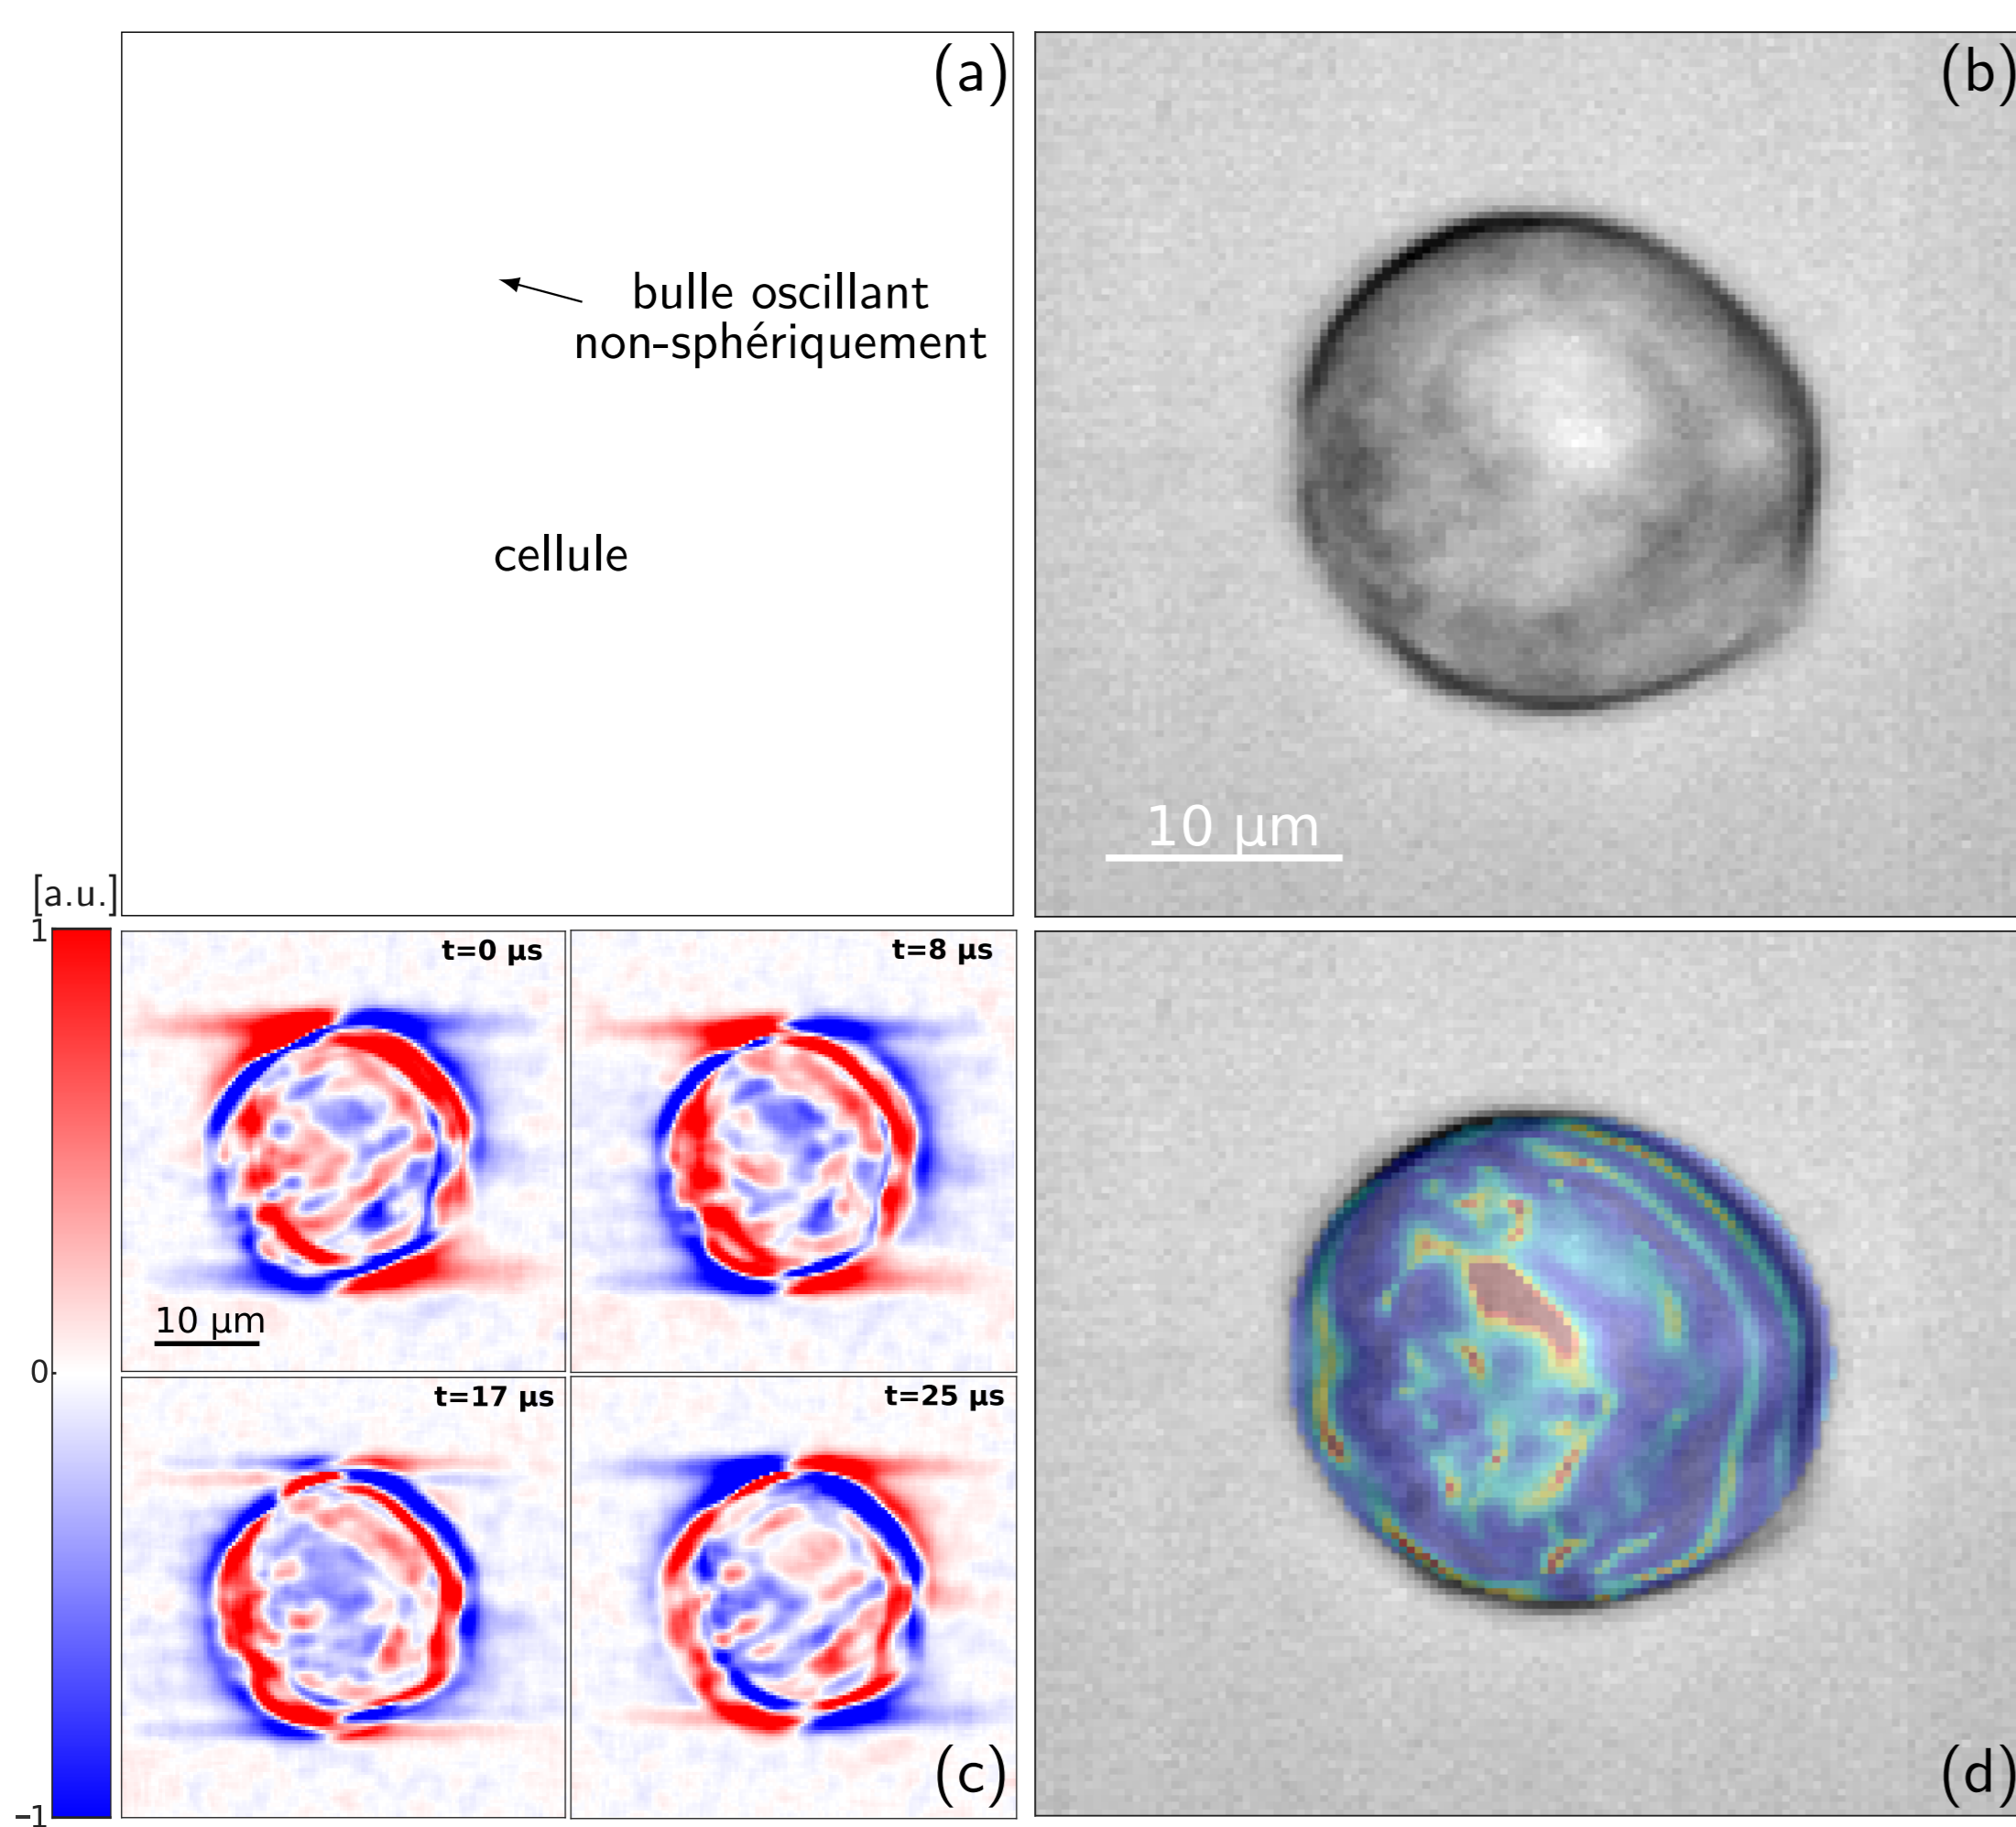 (a)
bulle oscillant
non-sphériquement
cellule
(b)
10 µm
[a.u.]
1
0
-1
t=0 µs
10 µm
t=8 µs
t=17 µs
t=25 µs
(c)
(d)